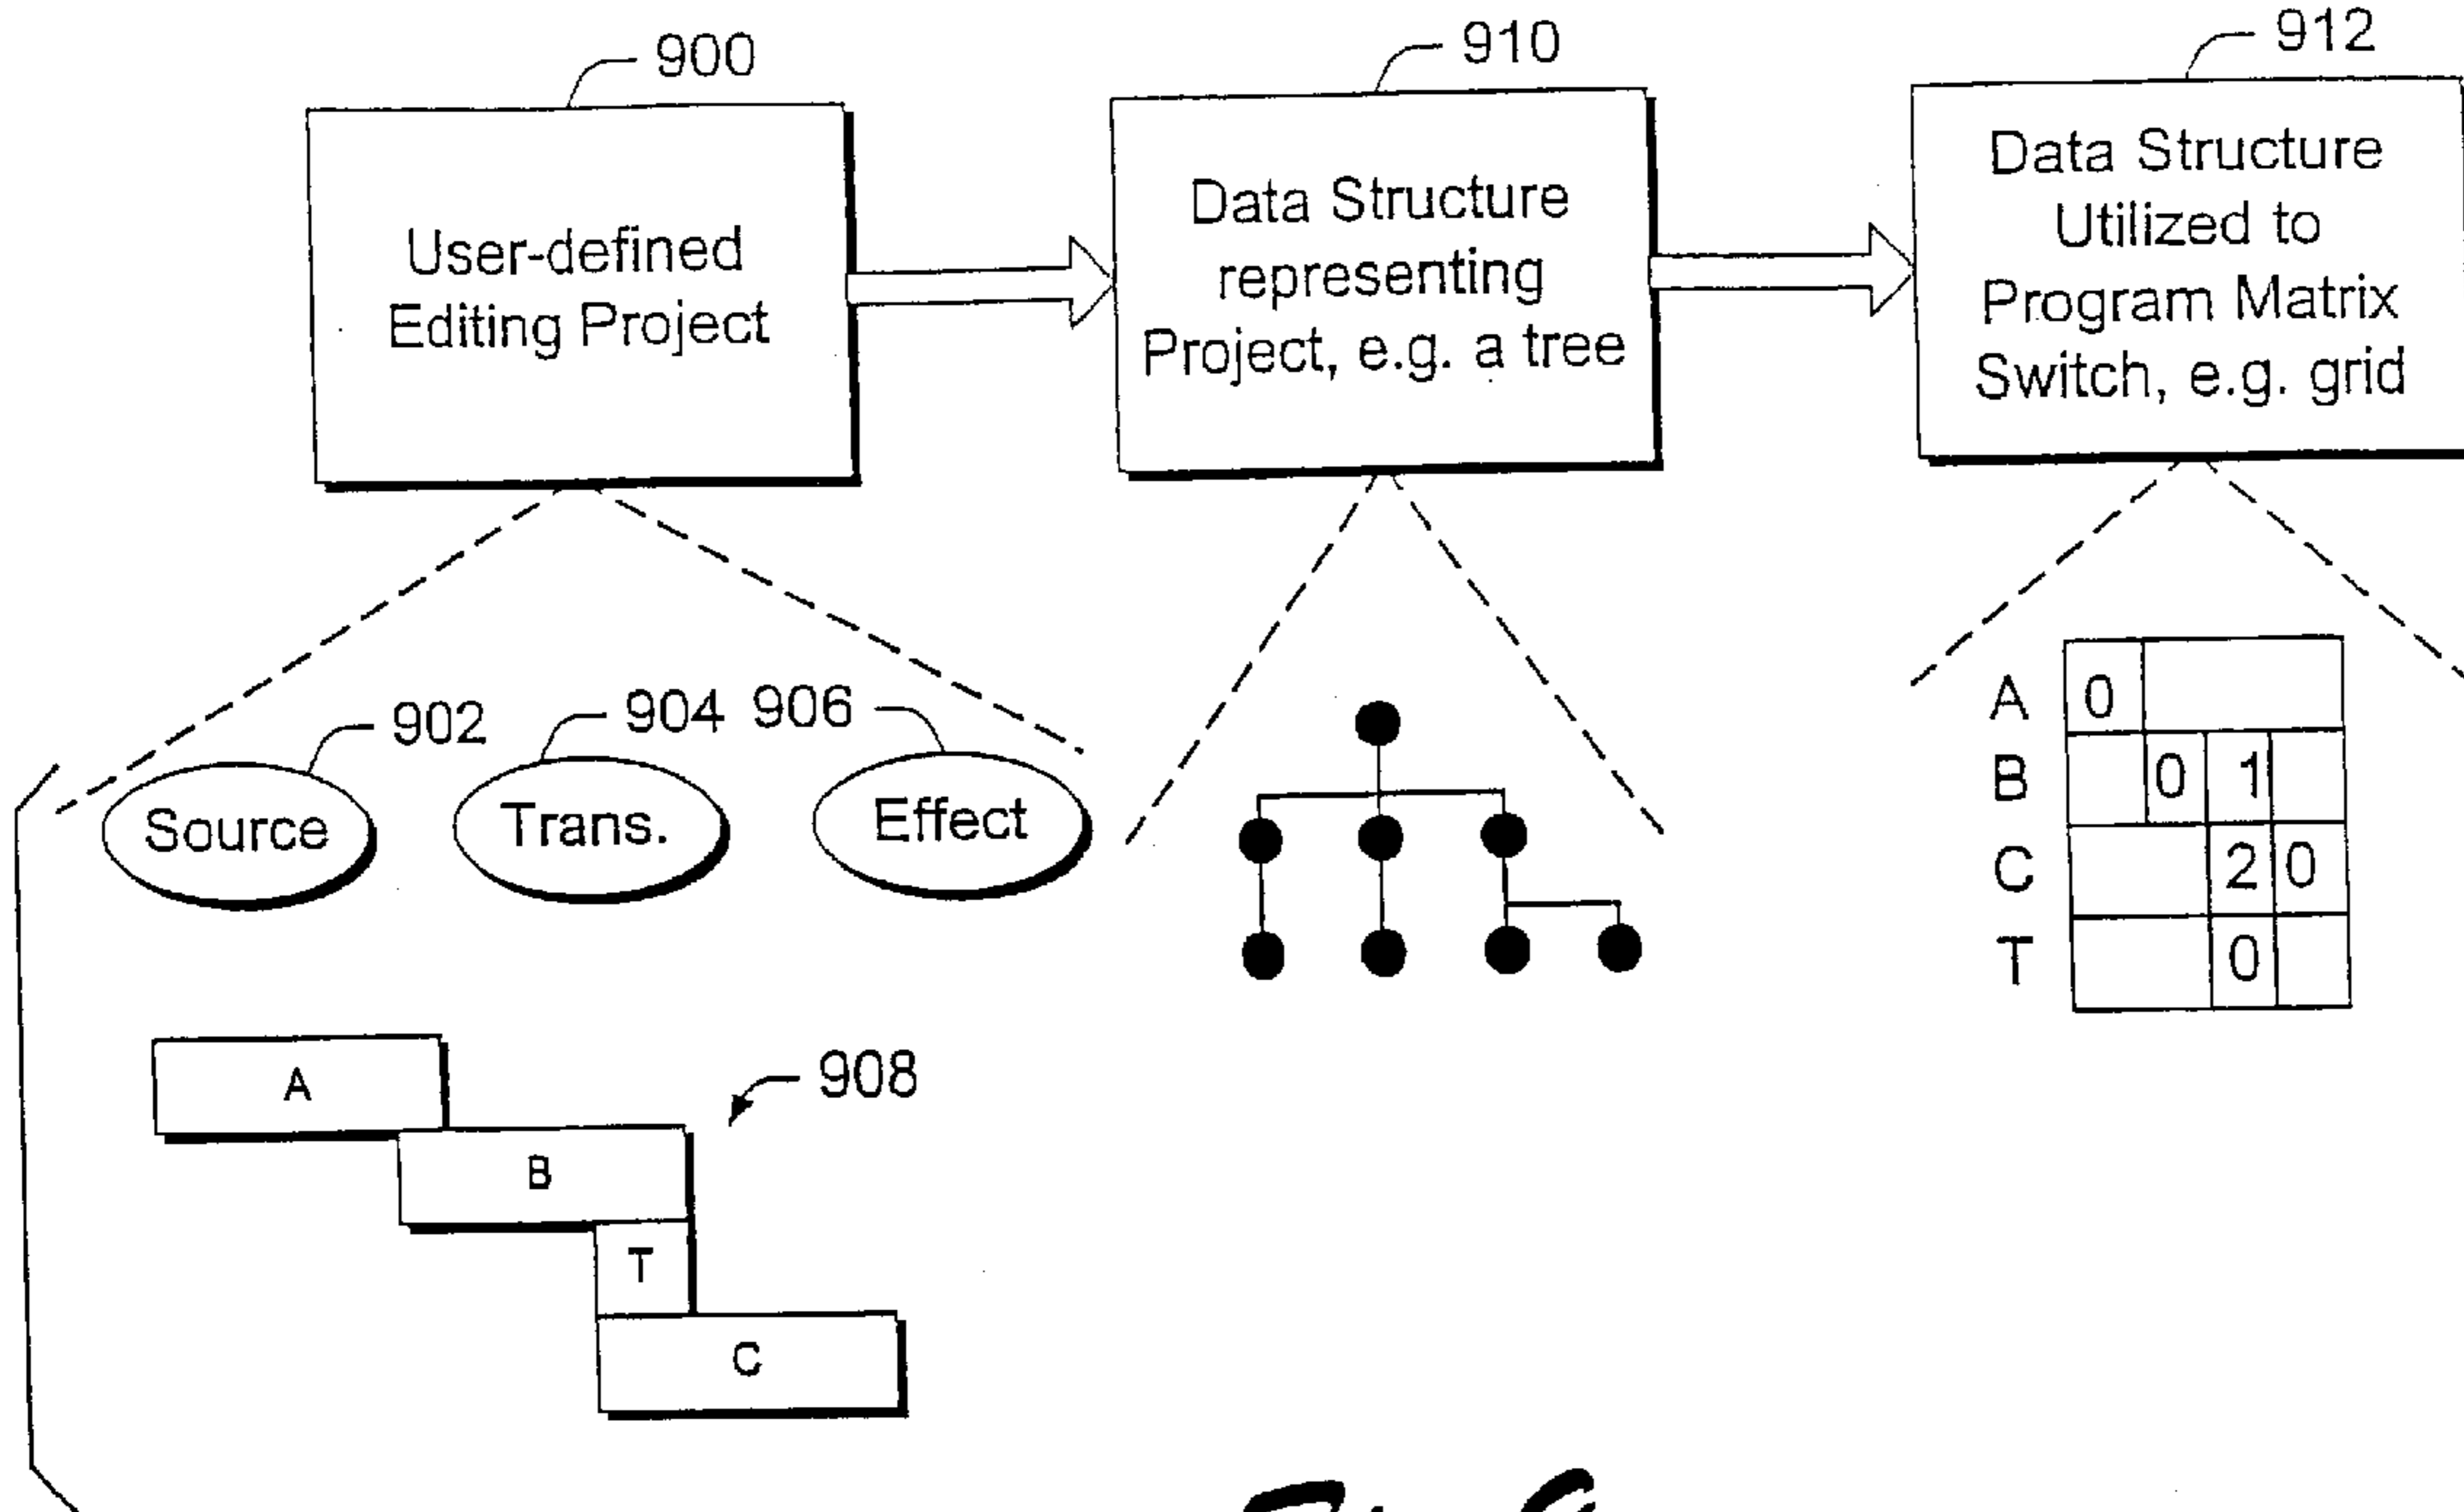 900
910
912
User-defined
Editing Project
Data Structure
representing
Project, e.g. a tree
Data Structure
Utilized to
Program Matrix
Switch, e.g. grid
902
904
906
Source
Trans.
Effect
A 0
B 0 1
C 2 0
T 0
908
A
B
T
C